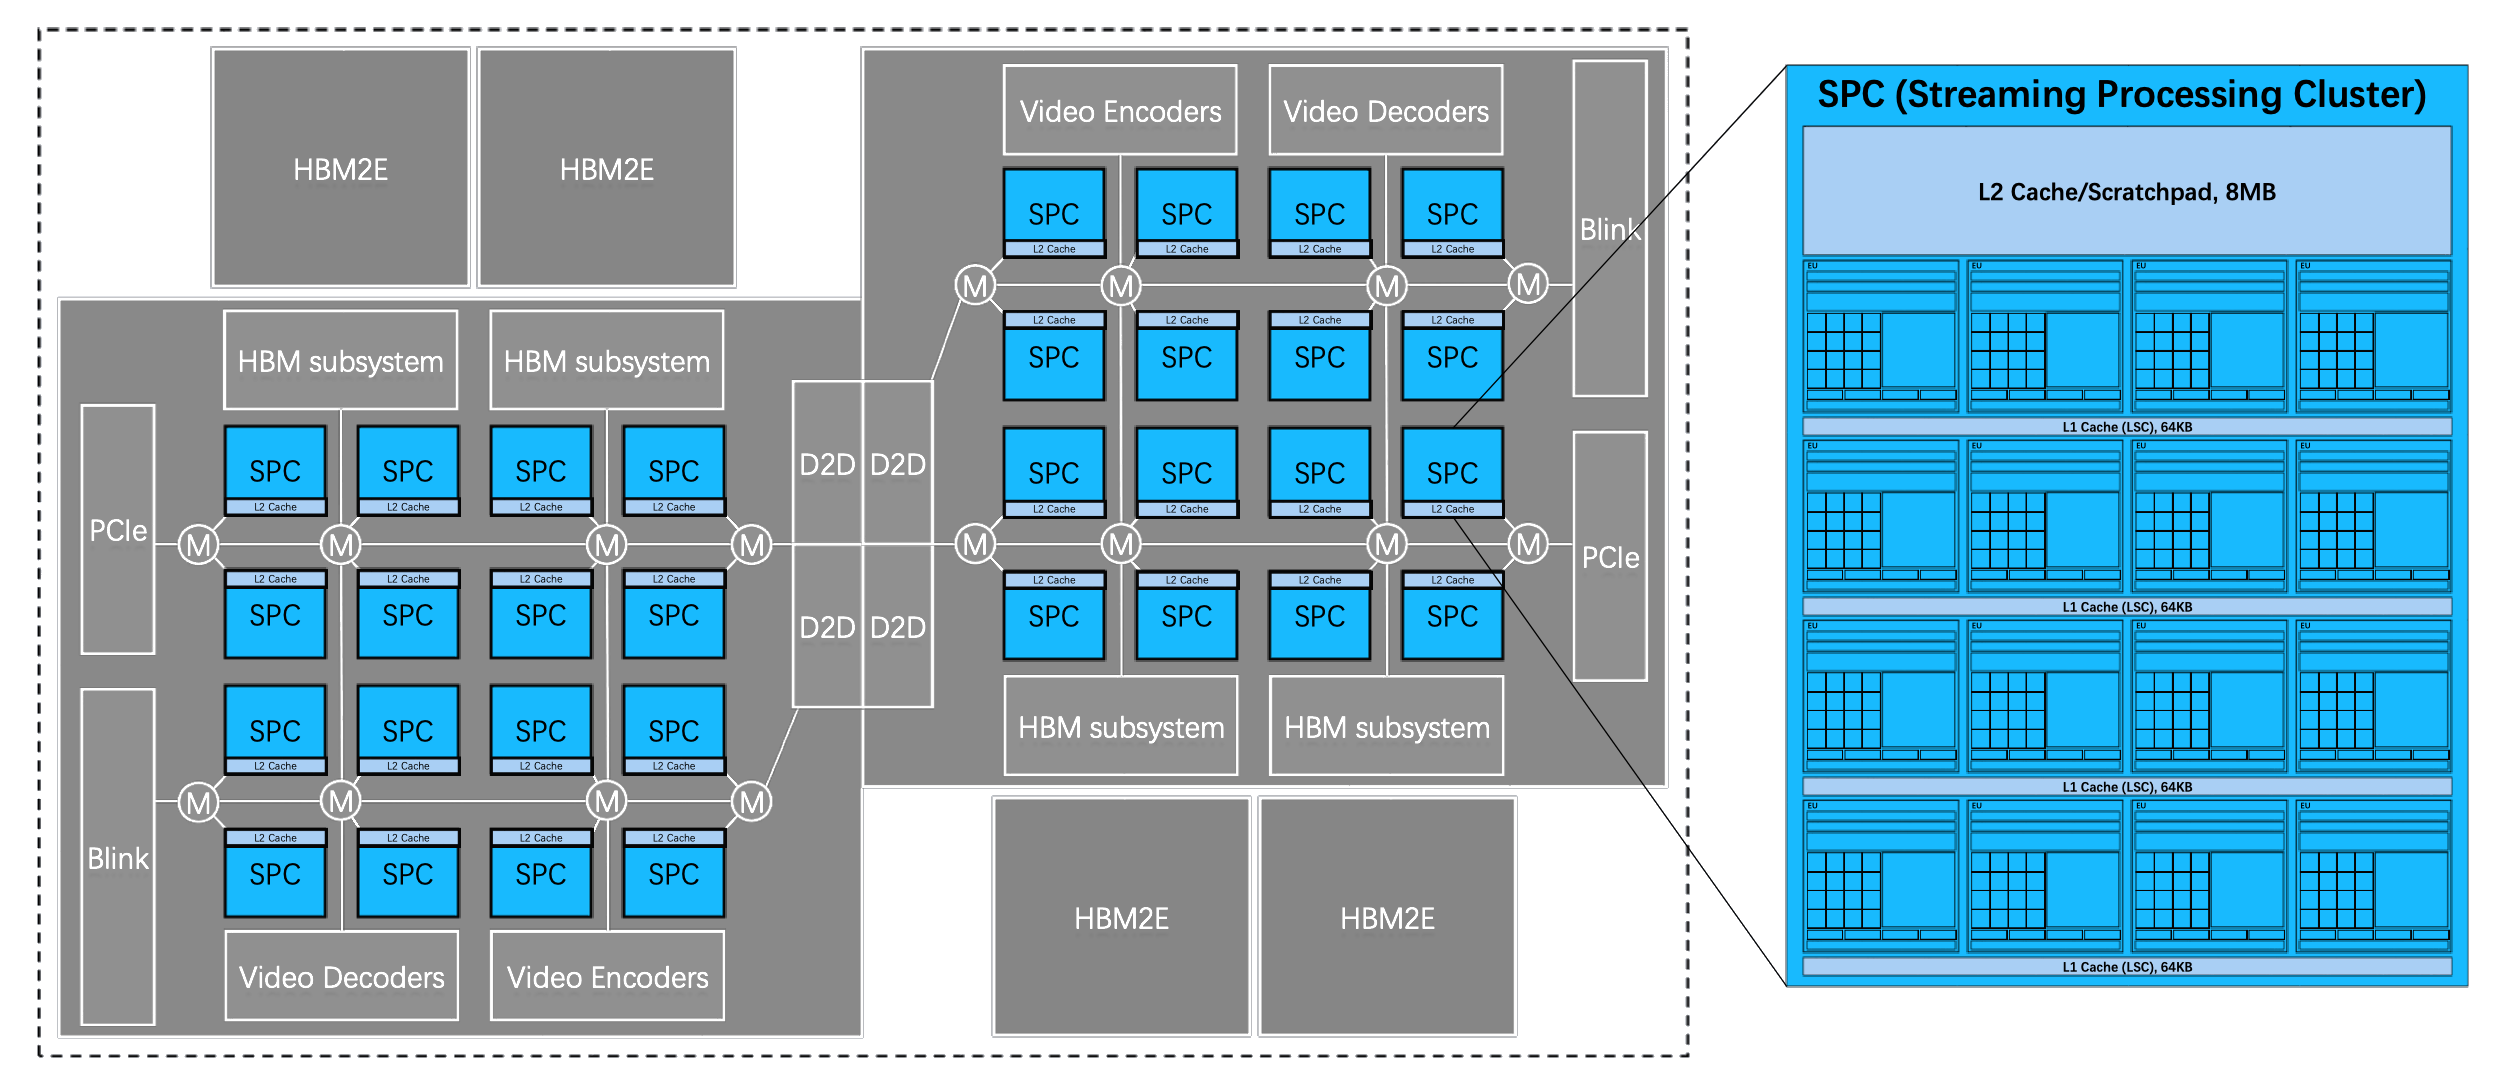 HBM2E
HBM2E
HBM subsystem
HBM subsystem
PCIe
Blink
SPC
L2 Cache
SPC
L2 Cache
SPC
L2 Cache
SPC
L2 Cache
M
M
M
M
L2 Cache
SPC
L2 Cache
SPC
L2 Cache
SPC
L2 Cache
SPC
SPC
L2 Cache
SPC
L2 Cache
SPC
L2 Cache
SPC
L2 Cache
M
M
M
M
L2 Cache
SPC
L2 Cache
SPC
L2 Cache
SPC
L2 Cache
SPC
Video Decoders
Video Encoders
D2D
D2D
D2D
D2D
Video Encoders
Video Decoders
Blink
PCIe
SPC
L2 Cache
SPC
L2 Cache
SPC
L2 Cache
SPC
L2 Cache
M
M
M
M
L2 Cache
SPC
L2 Cache
SPC
L2 Cache
SPC
L2 Cache
SPC
SPC
L2 Cache
SPC
L2 Cache
SPC
L2 Cache
SPC
L2 Cache
M
M
M
M
L2 Cache
SPC
L2 Cache
SPC
L2 Cache
SPC
L2 Cache
SPC
HBM subsystem
HBM subsystem
HBM2E
HBM2E
SPC (Streaming Processing Cluster)
L2 Cache/Scratchpad, 8MB
EU
EU
EU
EU
L1 Cache (LSC), 64KB
EU
EU
EU
EU
L1 Cache (LSC), 64KB
EU
EU
EU
EU
L1 Cache (LSC), 64KB
EU
EU
EU
EU
L1 Cache (LSC), 64KB